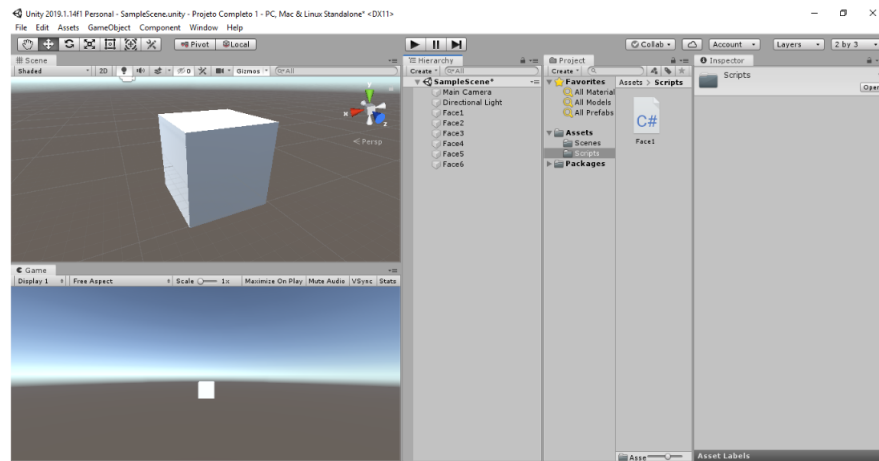 Unity 2019.1.14f1 Personal - SampleScene.unity - Projeto Completo 1 - PC, Mac & Linux Standalone* <DX11>
File Edit Assets GameObject Component Window Help
Pivot Local Collab Account Layers 2 by 3
Scene
Shaded 2D 0 Gizmos All
y
x
z
Persp
Game
Display 1 Free Aspect Scale 1x Maximize On Play Mute Audio VSync Stats
Hierarchy
Create All
SampleScene*
Main Camera
Directional Light
Face1
Face2
Face3
Face4
Face5
Face6
Project
Create
Favorites
All Material
All Models
All Prefabs
Assets
Scenes
Scripts
Packages
Assets > Scripts
C#
Face1
Asse
Inspector
Scripts
Open
Asset Labels